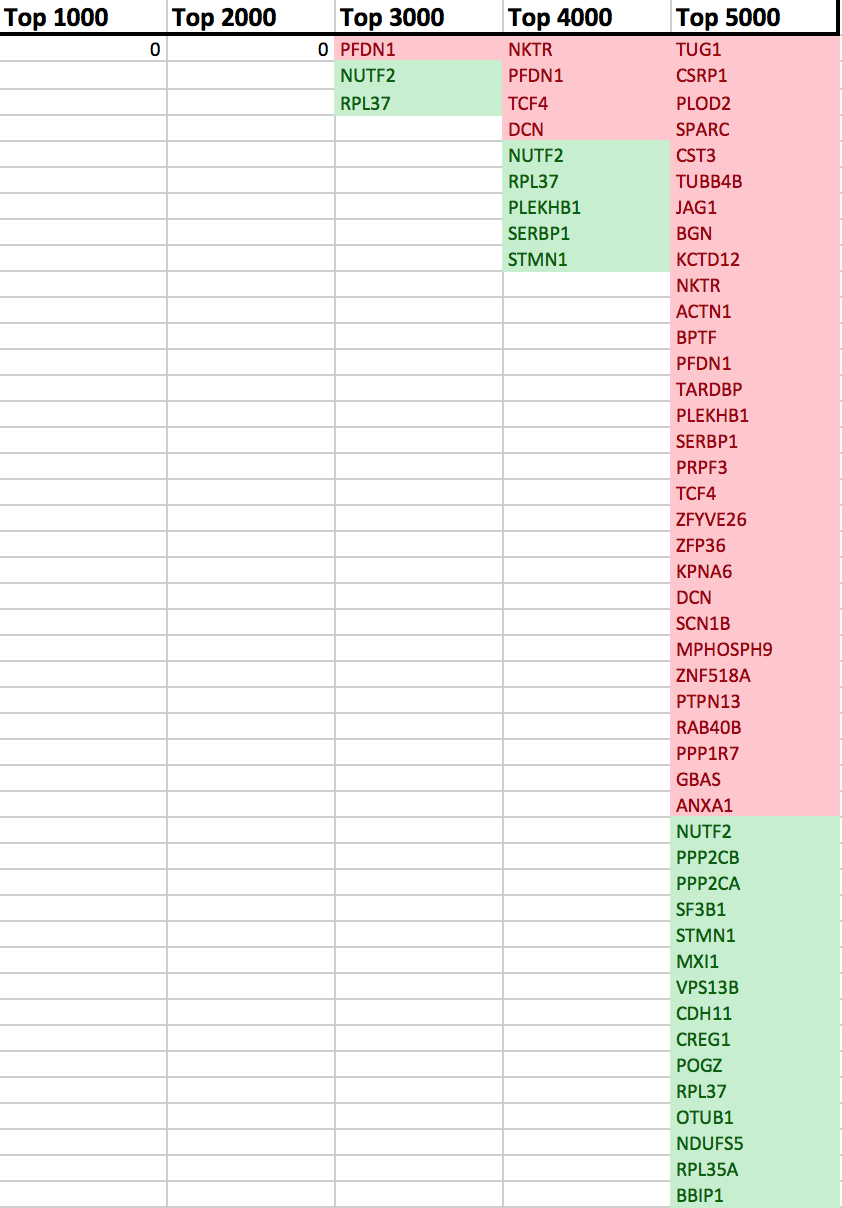 Top 1000 Top 2000 Top 3000 Top 4000 Top 5000
0 0 PFDN1 NKTR TUG1
NUTF2 PFDN1 CSRP1
RPL37 TCF4 PLOD2
DCN SPARC
NUTF2 CST3
RPL37 TUBB4B
PLEKHB1 JAG1
SERBP1 BGN
STMN1 KCTD12
NKTR
ACTN1
BPTF
PFDN1
TARDBP
PLEKHB1
SERBP1
PRPF3
TCF4
ZFYVE26
ZFP36
KPNA6
DCN
SCN1B
MPHOSPH9
ZNF518A
PTPN13
RAB40B
PPP1R7
GBAS
ANXA1
NUTF2
PPP2CB
PPP2CA
SF3B1
STMN1
MXI1
VPS13B
CDH11
CREG1
POGZ
RPL37
OTUB1
NDUFS5
RPL35A
BBIP1